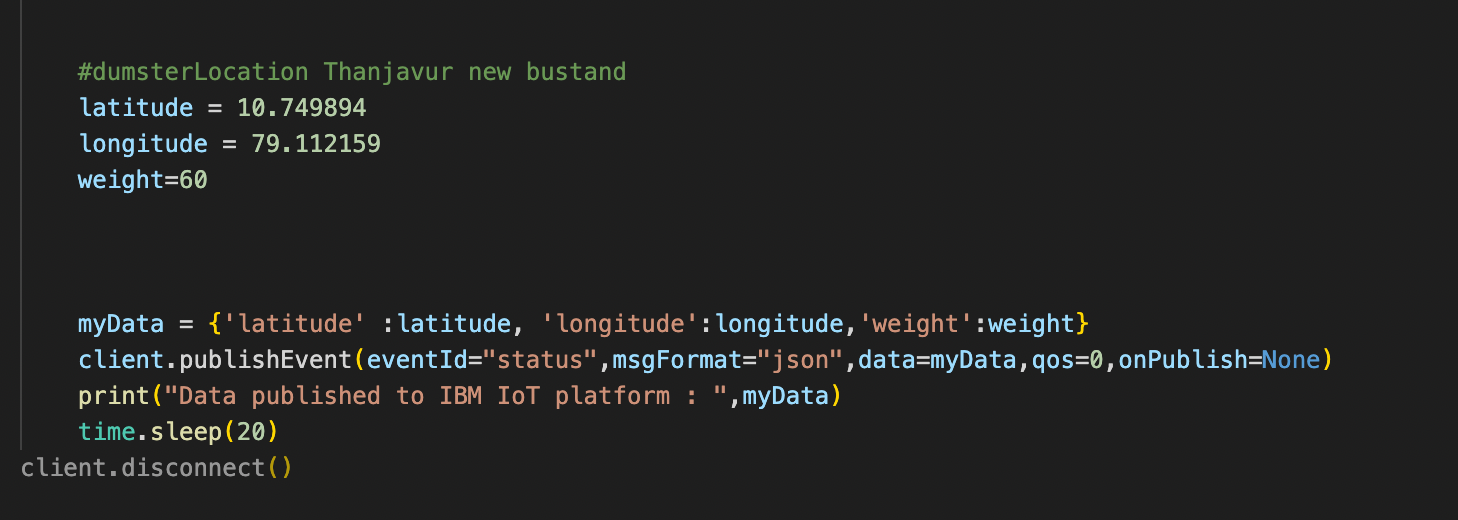 #dumsterLocation Thanjavur new bustand
latitude = 10.749894
longitude = 79.112159
weight=60
myData = {'latitude' :latitude, 'longitude':longitude,'weight':weight}
client.publishEvent(eventId="status",msgFormat="json",data=myData,qos=0,onPublish=None)
print("Data published to IBM IoT platform : ",myData)
time.sleep(20)
client.disconnect()